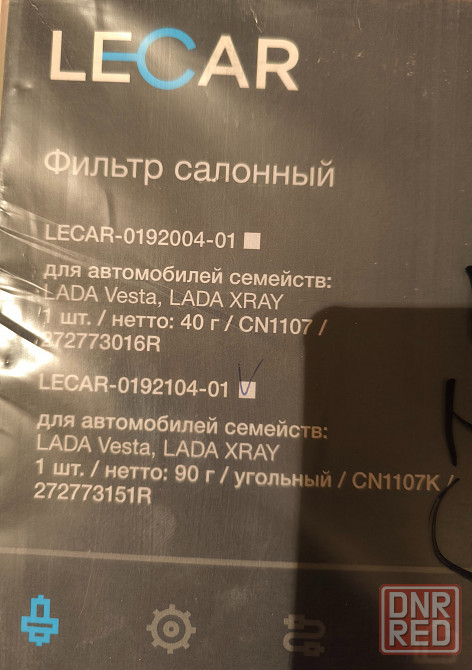 LECAR
Фильтр салонный
LECAR-0192004-01
для автомобилей семейств:
LADA Vesta, LADA XRAY
1 шт. / нетто: 40 г / CN1107 /
272773016R
LECAR-0192104-01
для автомобилей семейств:
LADA Vesta, LADA XRAY
1 шт. / нетто: 90 г / угольный / CN1107K /
272773151R
DNR
RED